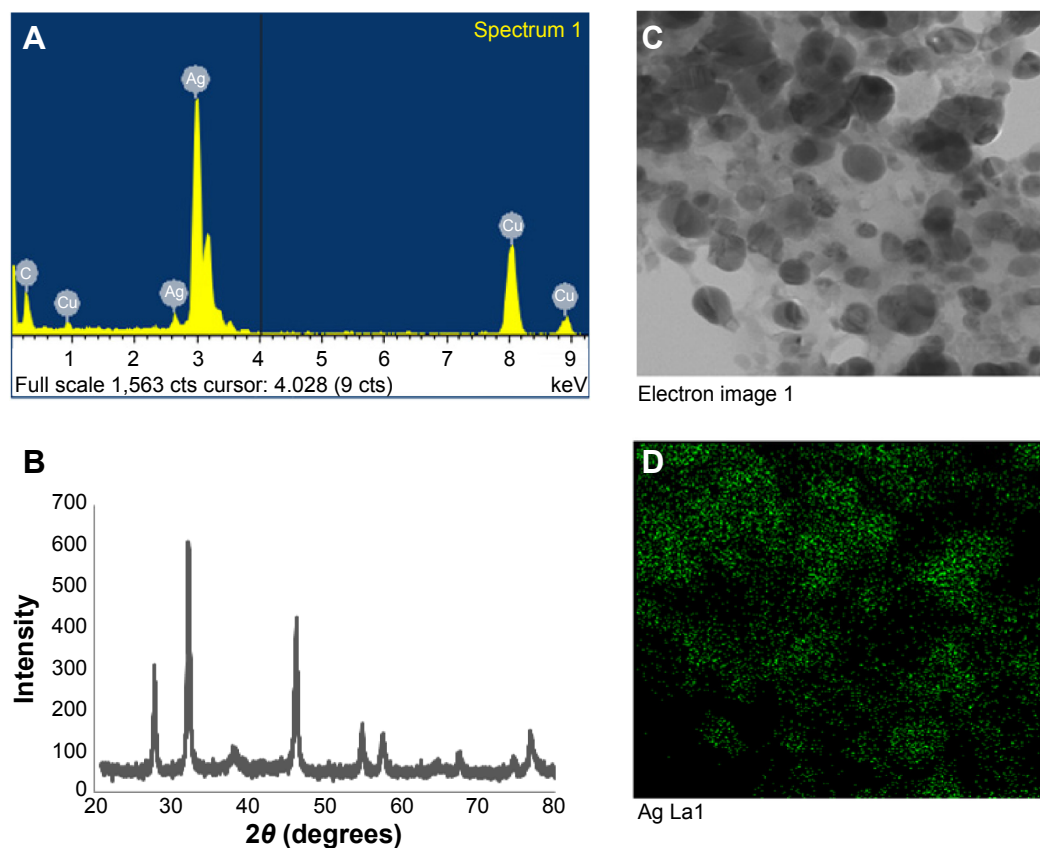 A
Spectrum 1
Ag
C
Cu
Ag
Cu
Cu
1 2 3 4 5 6 7 8 9
Full scale 1,563 cts cursor: 4.028 (9 cts) keV
C
Electron image 1
B
700
600
500
400
300
200
100
0
Intensity
20 30 40 50 60 70 80
2θ (degrees)
D
Ag La1